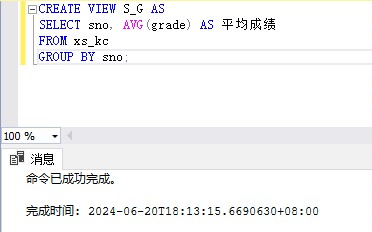 CREATE VIEW S_G AS
SELECT sno, AVG(grade) AS 平均成绩
FROM xs_kc
GROUP BY sno;
100 %
消息
命令已成功完成。
完成时间: 2024-06-20T18:13:15.6690630+08:00